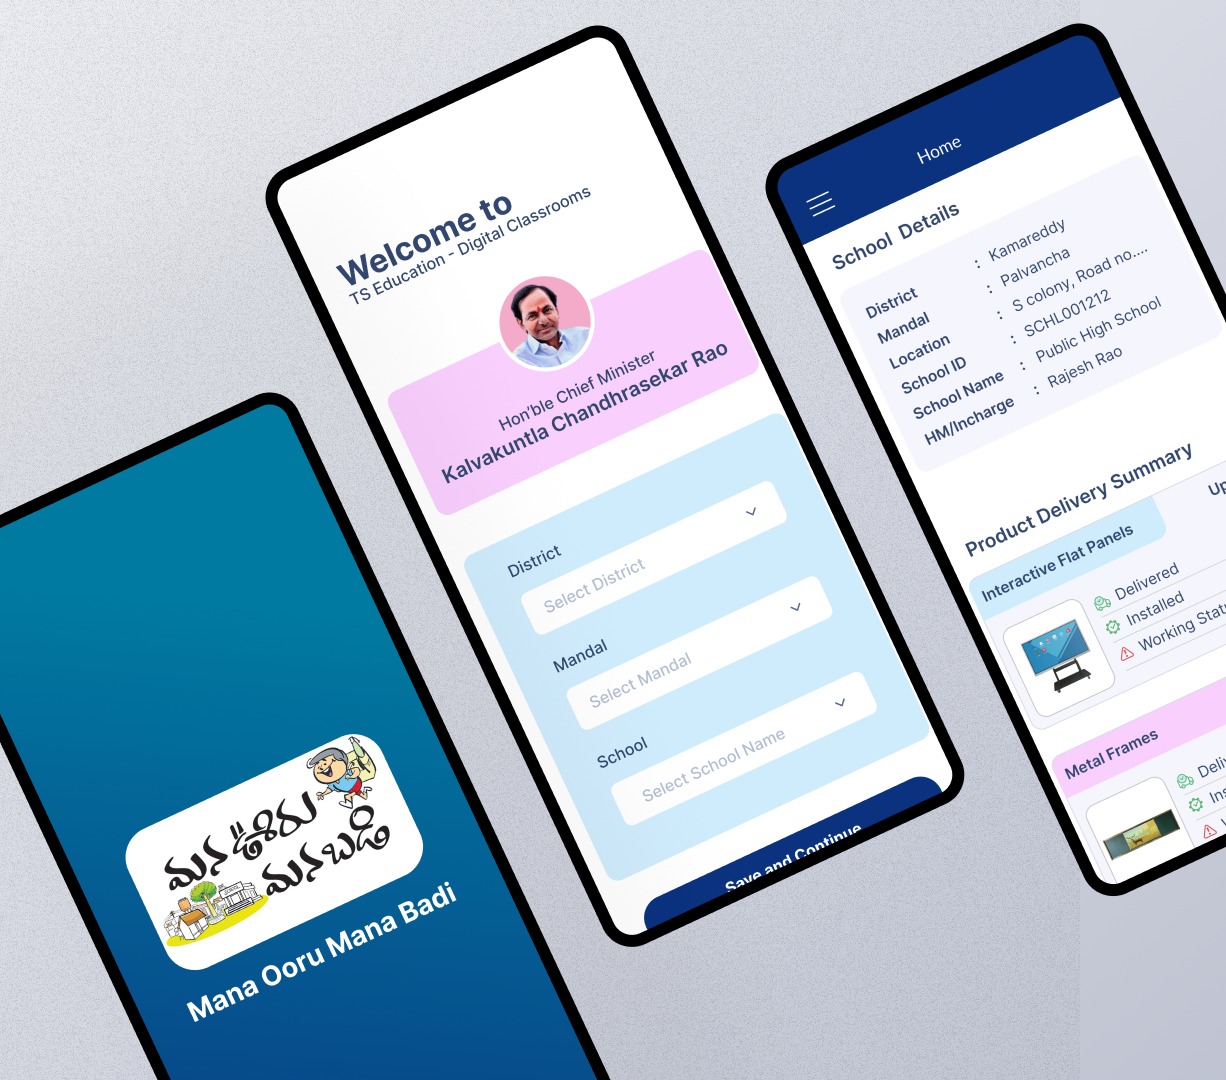 మన ఊరు
మన బడి
Mana Ooru Mana Badi
Welcome to
TS Education - Digital Classrooms
Hon'ble Chief Minister
Kalvakuntla Chandhrasekar Rao
District
Select District
Mandal
Select Mandal
School
Select School Name
Save and Continue
Home
School Details
District : Kamareddy
Mandal : Palvancha
Location : S colony, Road no....
School ID : SCHL001212
School Name : Public High School
HM/Incharge : Rajesh Rao
Product Delivery Summary
Interactive Flat Panels
Up
Delivered
Installed
Working Statu
Metal Frames
Deliv
Ins